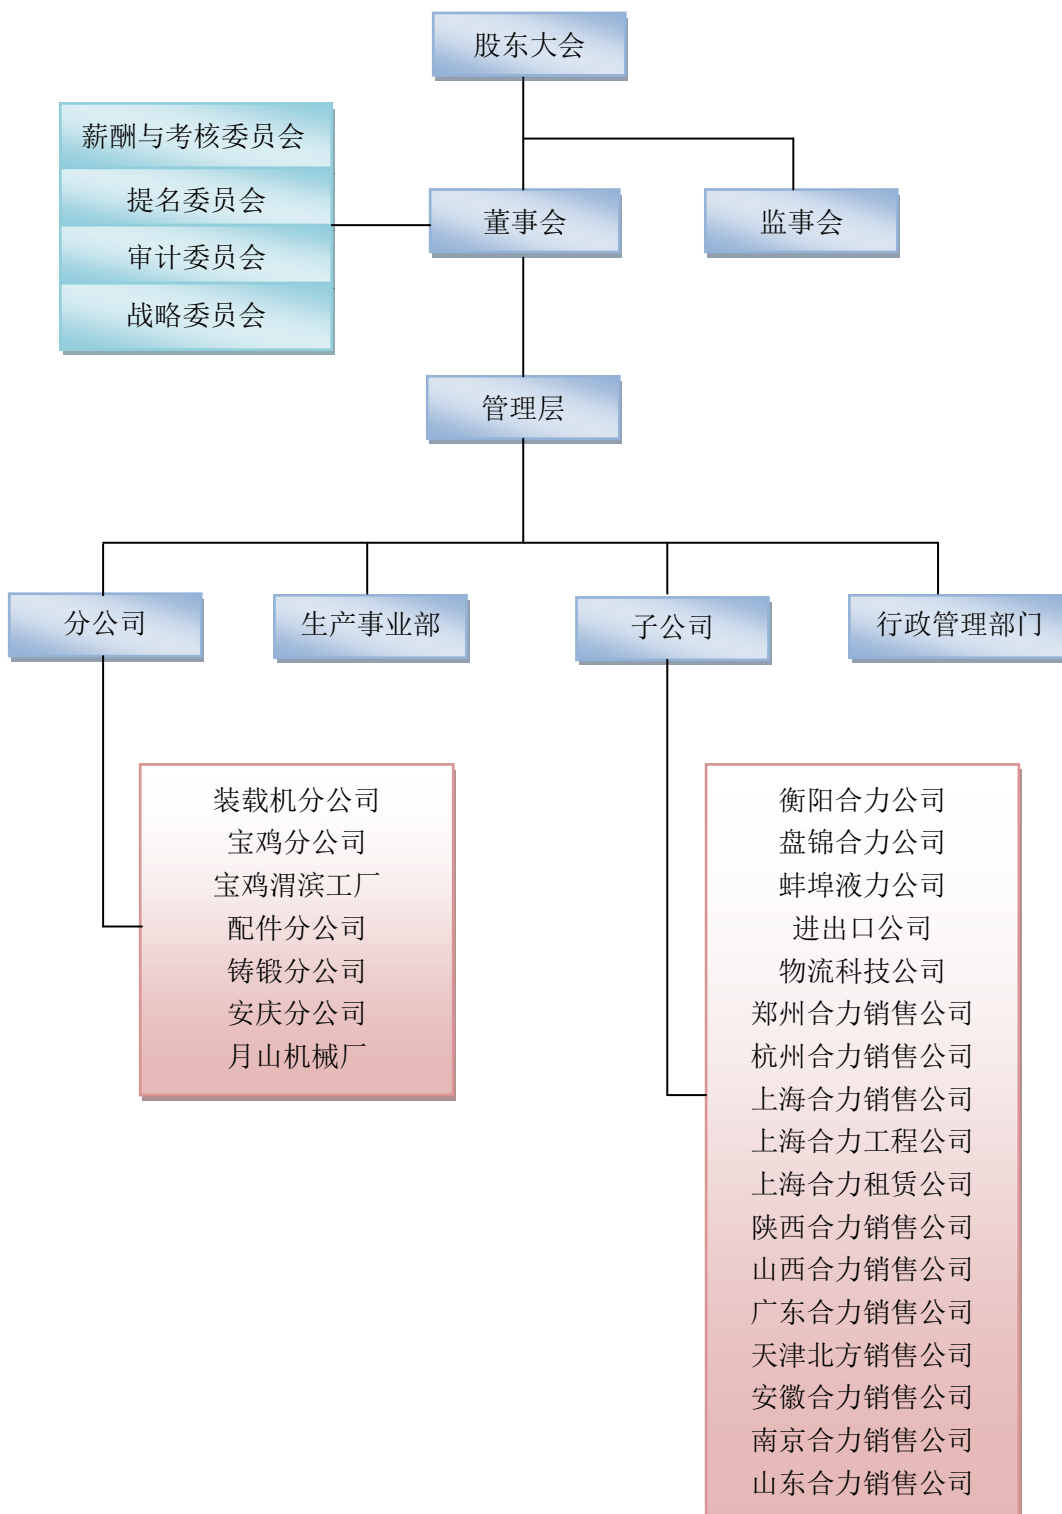 股东大会
薪酬与考核委员会
提名委员会
审计委员会
战略委员会
董事会
监事会
管理层
分公司
生产事业部
子公司
行政管理部门
装载机分公司
宝鸡分公司
宝鸡渭滨工厂
配件分公司
铸锻分公司
安庆分公司
月山机械厂
衡阳合力公司
盘锦合力公司
蚌埠液力公司
进出口公司
物流科技公司
郑州合力销售公司
杭州合力销售公司
上海合力销售公司
上海合力工程公司
上海合力租赁公司
陕西合力销售公司
山西合力销售公司
广东合力销售公司
天津北方销售公司
安徽合力销售公司
南京合力销售公司
山东合力销售公司